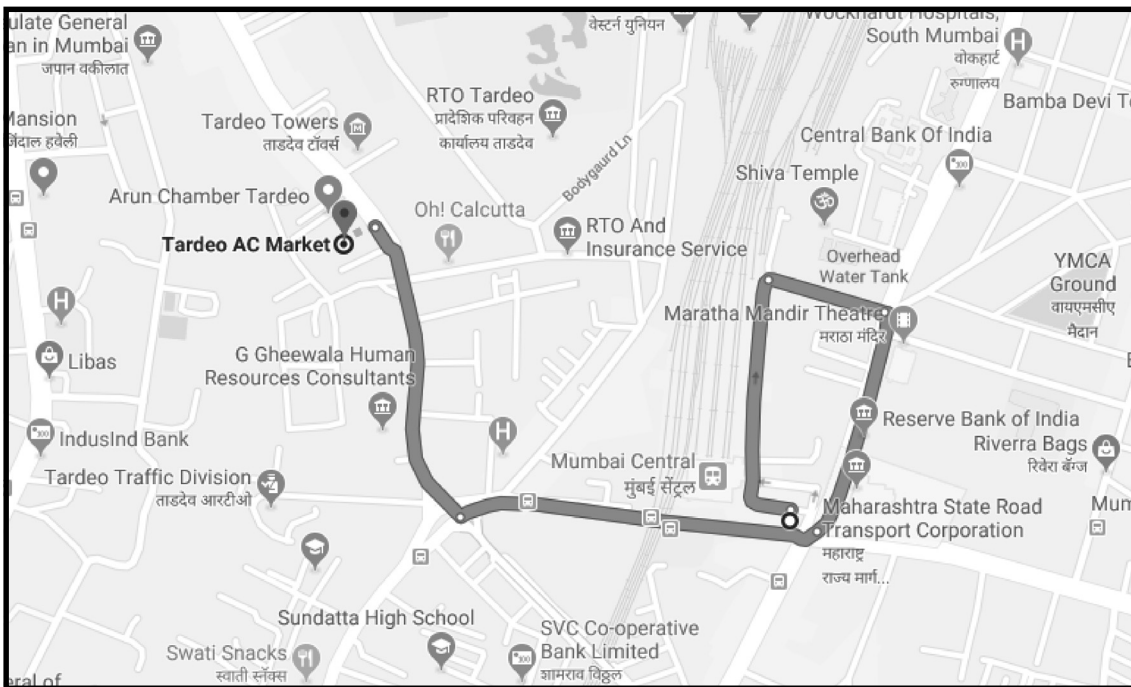 ulate General
an in Mumbai
जपान वकीलात
Mansion
जिंदाल हवेली
Tardeo Towers
ताडदेव टॉवर्स
Arun Chamber Tardeo
Tardeo AC Market
Oh! Calcutta
RTO Tardeo
प्रादेशिक परिवहन
कार्यालय ताडदेव
वेस्टर्न युनियन
Bodygaurd Ln
RTO And
Insurance Service
Wockhardt Hospitals,
South Mumbai
वोकहार्ट
रुग्णालय
Bamba Devi Te
Central Bank Of India
Shiva Temple
Overhead
Water Tank
YMCA
Ground
वायएमसीए
मैदान
Maratha Mandir Theatre
मराठा मंदिर
H
Libas
G Gheewala Human
Resources Consultants
IndusInd Bank
Tardeo Traffic Division
ताडदेव आरटीओ
H
Mumbai Central
मुंबई सेंट्रल
Reserve Bank of India
Riverra Bags
रिवेरा बॅग्ज
Maharashtra State Road
Transport Corporation
महाराष्ट्र
राज्य मार्ग...
Mum
Sundatta High School
Swati Snacks
स्वाती स्नॅक्स
SVC Co-operative
Bank Limited
शामराव विठ्ठल
eral of